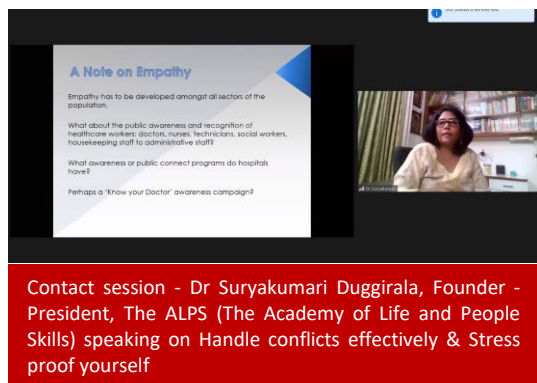 A Note on Empathy
Empathy has to be developed amongst all sectors of the
population.
What about the public awareness and recognition of
healthcare workers: doctors, nurses, technicians, social workers,
housekeeping staff to administrative staff?
What awareness or public connect programs do hospitals
have?
Perhaps a 'Know your Doctor' awareness campaign?
Contact session - Dr Suryakumari Duggirala, Founder -
President, The ALPS (The Academy of Life and People
Skills) speaking on Handle conflicts effectively & Stress
proof yourself